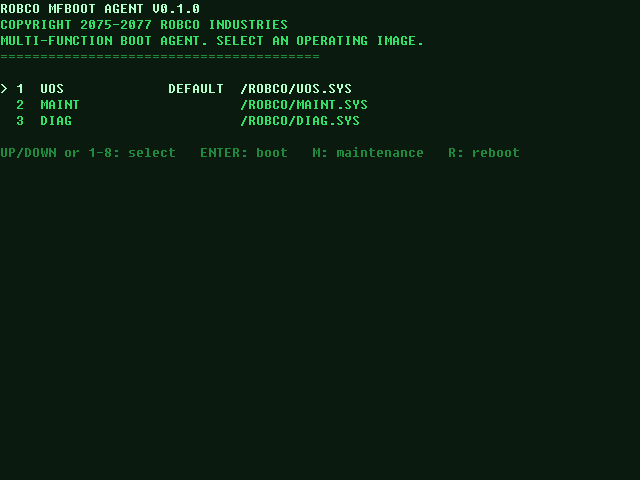 ROBCO MFBOOT AGENT V0.1.0
COPYRIGHT 2075-2077 ROBCO INDUSTRIES
MULTI-FUNCTION BOOT AGENT. SELECT AN OPERATING IMAGE.
========================================
> 1  UOS             DEFAULT  /ROBCO/UOS.SYS
  2  MAINT                    /ROBCO/MAINT.SYS
  3  DIAG                     /ROBCO/DIAG.SYS
UP/DOWN or 1-8: select   ENTER: boot   M: maintenance   R: reboot